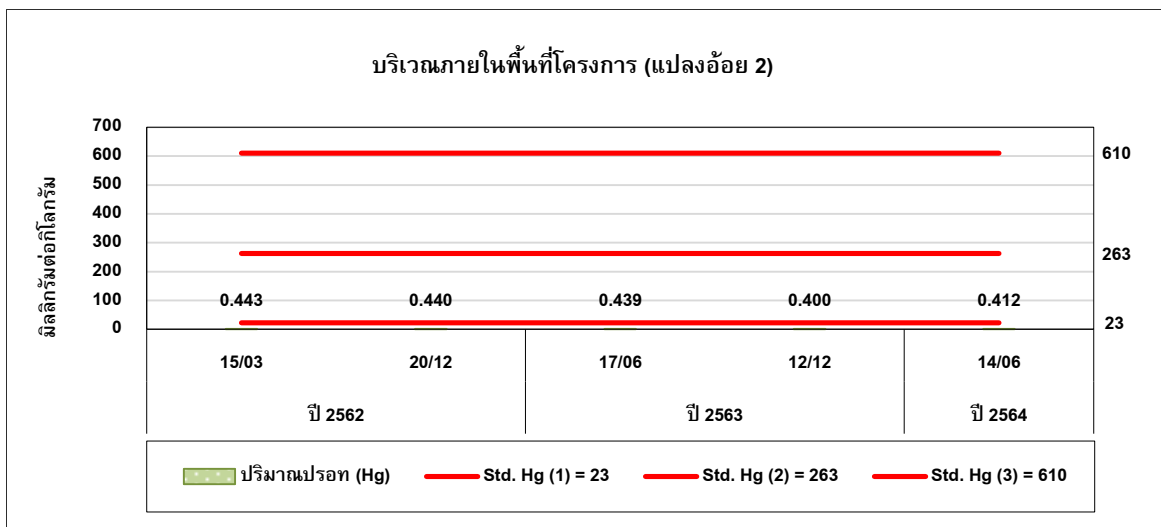 บริเวณภายในพื้นที่โครงการ (แปลงอ้อย 2)
มิลลิกรัมต่อกิโลกรัม
700
600
500
400
300
200
100
0
610
263
23
0.443 0.440 0.439 0.400 0.412
15/03 20/12 17/06 12/12 14/06
ปี 2562 ปี 2563 ปี 2564
ปริมาณปรอท (Hg) Std. Hg (1) = 23 Std. Hg (2) = 263 Std. Hg (3) = 610